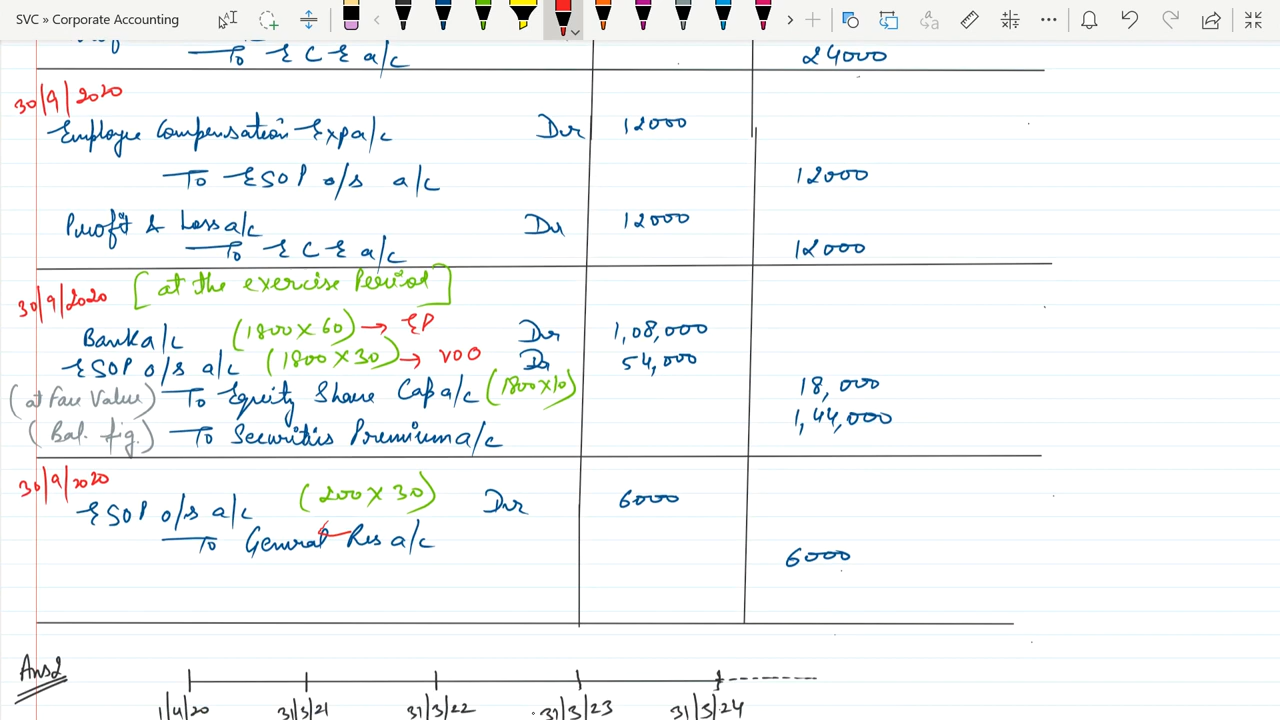 SVC » Corporate Accounting
To ECE a/c 24000
30/9/2020
Employee Compensation Exp a/c Dr 12000
To ESOP o/s a/c 12000
Profit & Loss a/c Dr 12000
To ECE a/c 12000
30/9/2020 [at the exercise Period]
Bank a/c (1800 × 60) → EP Dr 1,08,000
ESOP o/s a/c (1800 × 30) → VOO Dr 54,000
(at Face Value) To Equity Share Cap a/c (1800×10) 18,000
(Bal. fig.) To Securities Premium a/c 1,44,000
30/9/2020
ESOP o/s a/c (200 × 30) Dr 6000
To General Res a/c 6000
Ans2
1/4/20 31/3/21 31/3/22 31/3/23 31/3/24